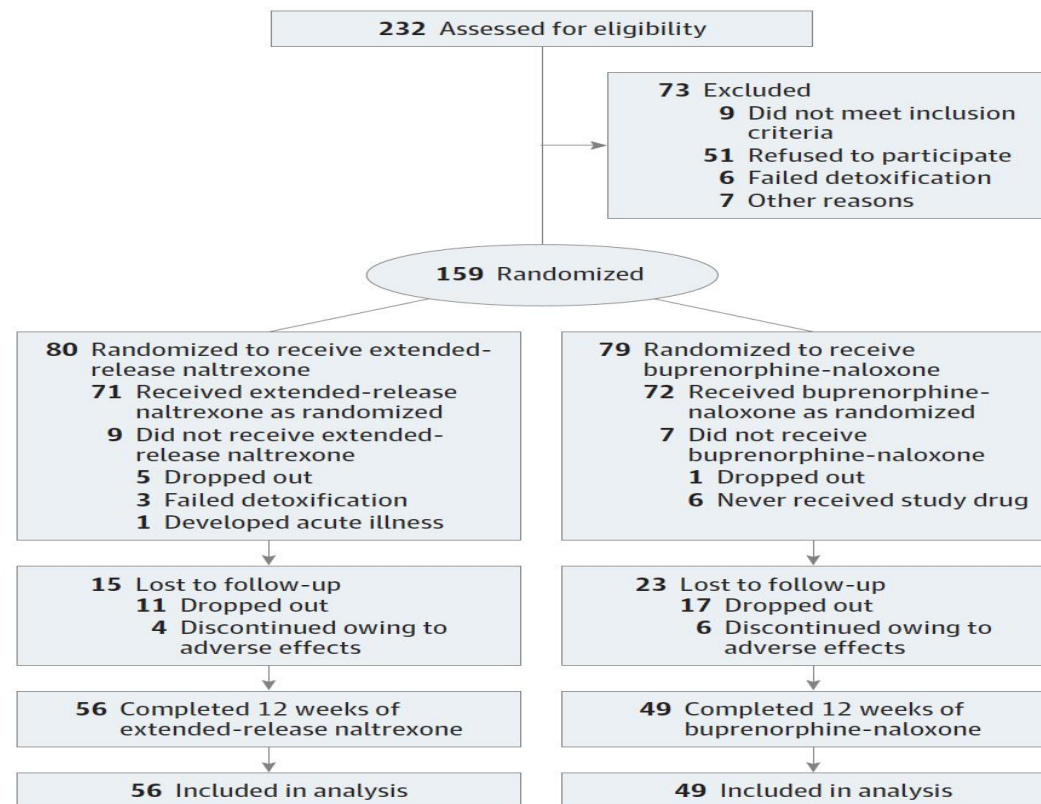 232 Assessed for eligibility
73 Excluded
9 Did not meet inclusion
criteria
51 Refused to participate
6 Failed detoxification
7 Other reasons
159 Randomized
80 Randomized to receive extended-
release naltrexone
71 Received extended-release
naltrexone as randomized
9 Did not receive extended-
release naltrexone
5 Dropped out
3 Failed detoxification
1 Developed acute illness
79 Randomized to receive
buprenorphine-naloxone
72 Received buprenorphine-
naloxone as randomized
7 Did not receive
buprenorphine-naloxone
1 Dropped out
6 Never received study drug
15 Lost to follow-up
11 Dropped out
4 Discontinued owing to
adverse effects
23 Lost to follow-up
17 Dropped out
6 Discontinued owing to
adverse effects
56 Completed 12 weeks of
extended-release naltrexone
49 Completed 12 weeks of
buprenorphine-naloxone
56 Included in analysis
49 Included in analysis